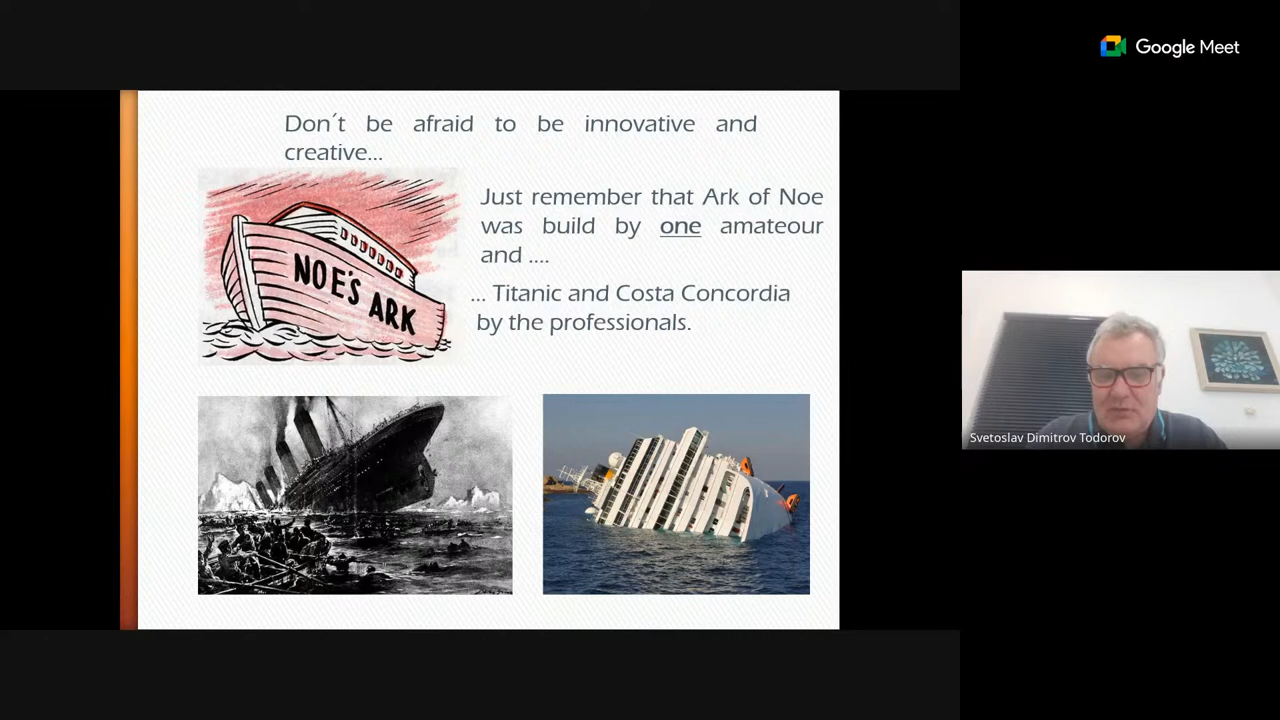 Google Meet
Don´t be afraid to be innovative and
creative...
Just remember that Ark of Noe
was build by one amateour
and ....
... Titanic and Costa Concordia
by the professionals.
NOE'S ARK
Svetoslav Dimitrov Todorov